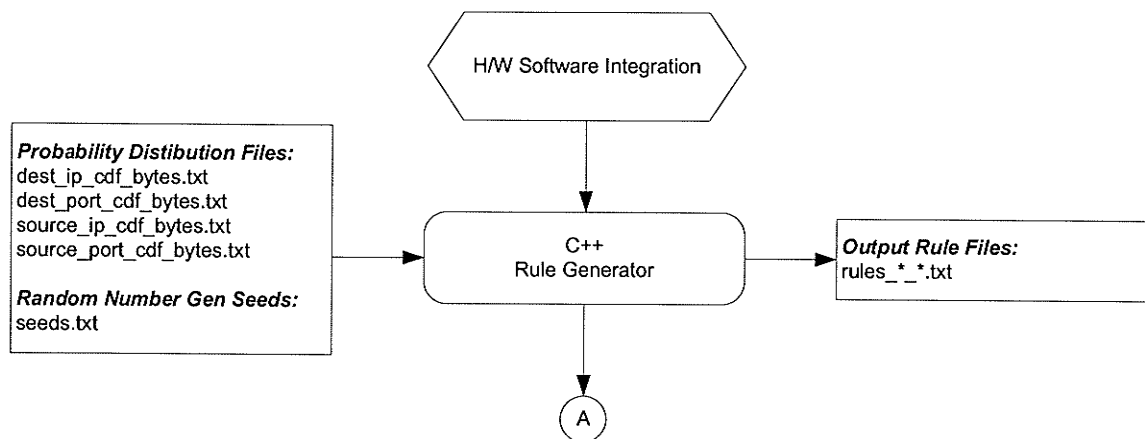 H/W Software Integration
Probability Distibution Files:
dest_ip_cdf_bytes.txt
dest_port_cdf_bytes.txt
source_ip_cdf_bytes.txt
source_port_cdf_bytes.txt
Random Number Gen Seeds:
seeds.txt
C++
Rule Generator
Output Rule Files:
rules_*_*.txt
A